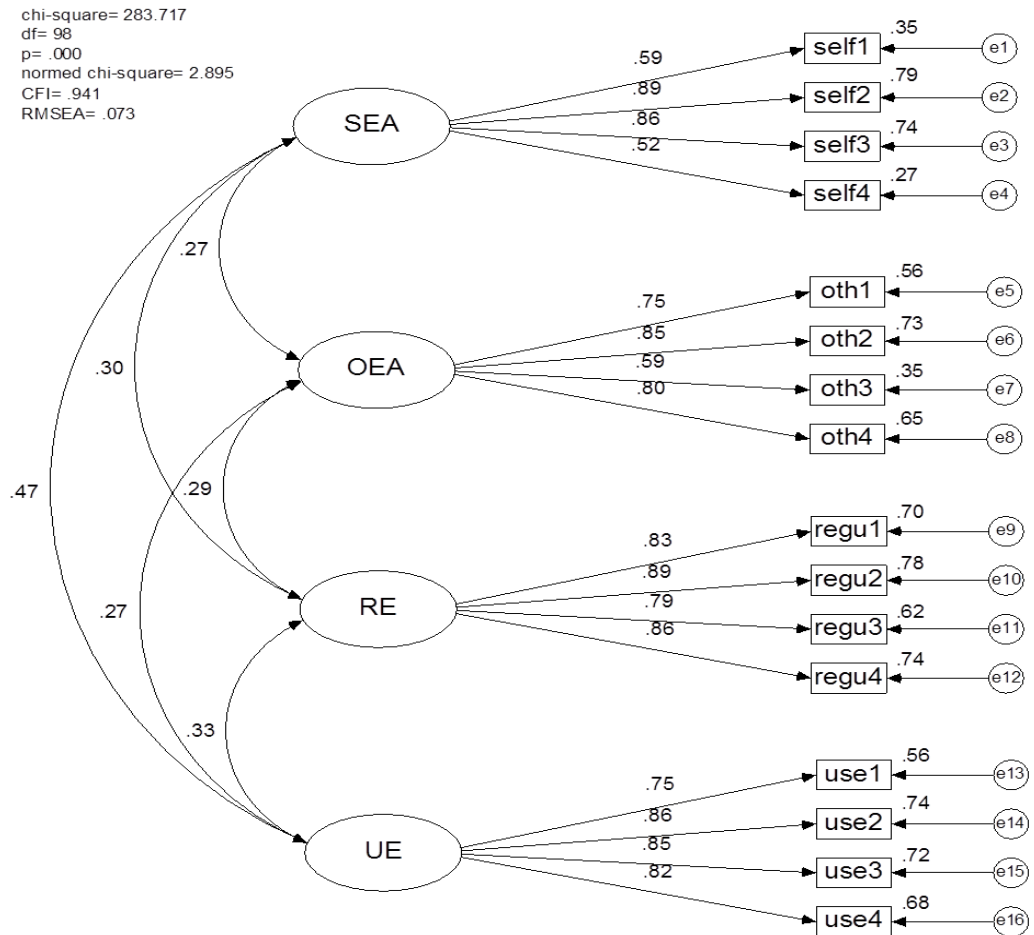 chi-square= 283.717
df= 98
p= .000
normed chi-square= 2.895
CFI= .941
RMSEA= .073
SEA
.59
.89
.86
.52
self1
.35
e1
self2
.79
e2
self3
.74
e3
self4
.27
e4
.27
.30
.47
OEA
.75
.85
.59
.80
oth1
.56
e5
oth2
.73
e6
oth3
.35
e7
oth4
.65
e8
.29
.27
RE
.83
.89
.79
.86
regu1
.70
e9
regu2
.78
e10
regu3
.62
e11
regu4
.74
e12
.33
UE
.75
.86
.85
.82
use1
.56
e13
use2
.74
e14
use3
.72
e15
use4
.68
e16